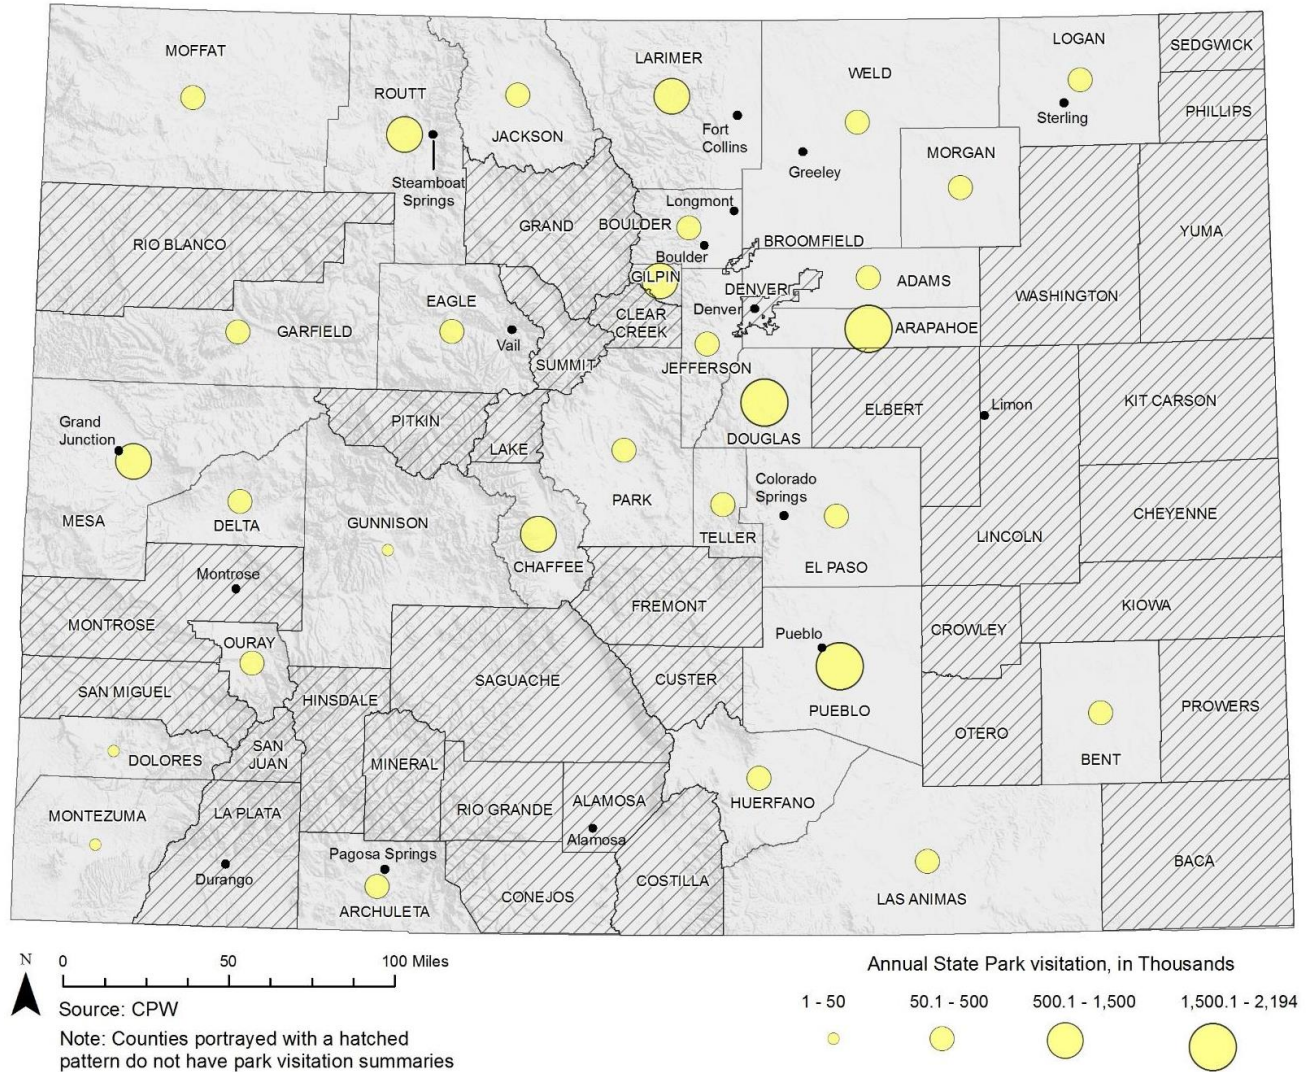 MOFFAT
ROUTT
JACKSON
LARIMER
WELD
LOGAN
SEDGWICK
PHILLIPS
Sterling
Fort
Collins
Greeley
MORGAN
Steamboat
Springs
Longmont
RIO BLANCO
GRAND
BOULDER
Boulder
BROOMFIELD
YUMA
GILPIN
DENVER
Denver
ADAMS
WASHINGTON
EAGLE
GARFIELD
Vail
CLEAR
CREEK
ARAPAHOE
SUMMIT
JEFFERSON
Grand
Junction
PITKIN
LAKE
DOUGLAS
ELBERT
Limon
KIT CARSON
MESA
DELTA
GUNNISON
PARK
Colorado
Springs
TELLER
CHAFFEE
EL PASO
LINCOLN
CHEYENNE
Montrose
MONTROSE
FREMONT
CROWLEY
KIOWA
OURAY
Pueblo
SAN MIGUEL
HINSDALE
SAGUACHE
CUSTER
PUEBLO
OTERO
BENT
PROWERS
DOLORES
SAN
JUAN
MINERAL
MONTEZUMA
LA PLATA
RIO GRANDE
ALAMOSA
Alamosa
HUERFANO
Pagosa Springs
Durango
ARCHULETA
CONEJOS
COSTILLA
LAS ANIMAS
BACA
N
0 50 100 Miles
Source: CPW
Note: Counties portrayed with a hatched
pattern do not have park visitation summaries
Annual State Park visitation, in Thousands
1 - 50 50.1 - 500 500.1 - 1,500 1,500.1 - 2,194